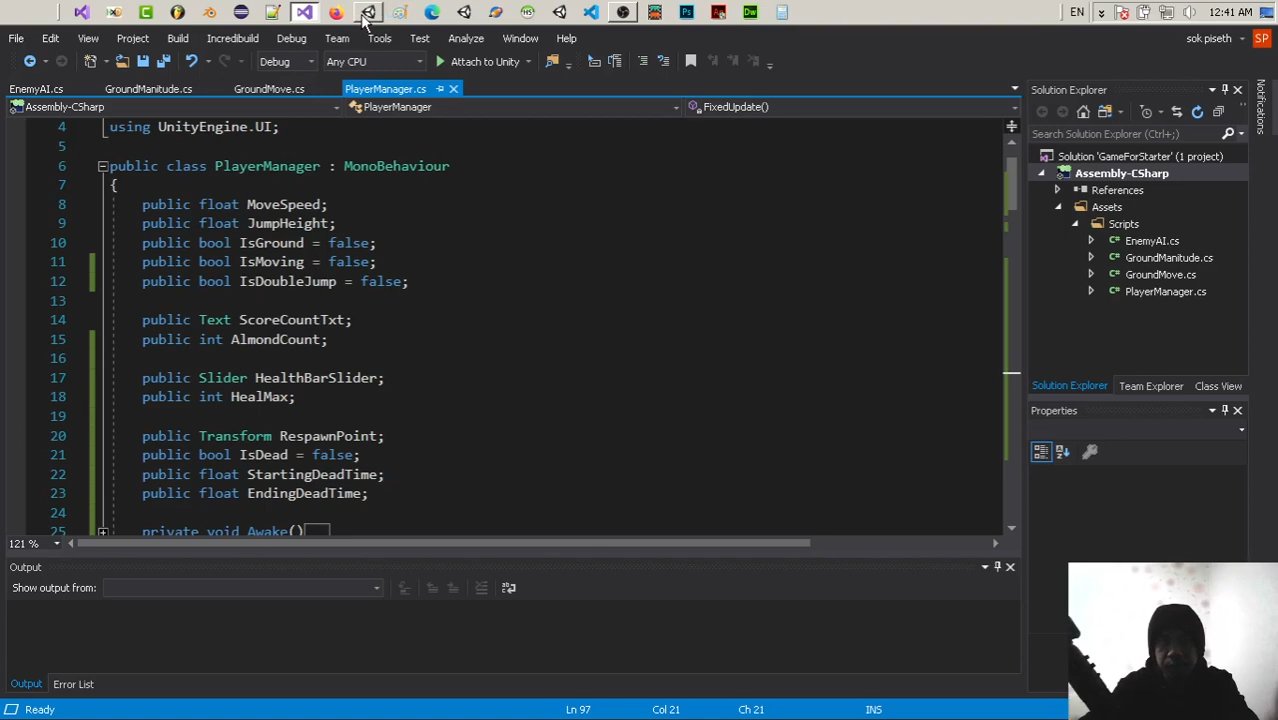 EN
12:41 AM
File Edit View Project Build Incredibuild Debug Team Tools Test Analyze Window Help
sok piseth SP
Debug Any CPU Attach to Unity
EnemyAI.cs GroundManitude.cs GroundMove.cs PlayerManager.cs
Assembly-CSharp PlayerManager FixedUpdate()
4 using UnityEngine.UI;
5
6 public class PlayerManager : MonoBehaviour
7 {
8 public float MoveSpeed;
9 public float JumpHeight;
10 public bool IsGround = false;
11 public bool IsMoving = false;
12 public bool IsDoubleJump = false;
13
14 public Text ScoreCountTxt;
15 public int AlmondCount;
16
17 public Slider HealthBarSlider;
18 public int HealMax;
19
20 public Transform RespawnPoint;
21 public bool IsDead = false;
22 public float StartingDeadTime;
23 public float EndingDeadTime;
24
25 private void Awake()
121 %
Output
Show output from:
Output Error List
Solution Explorer
Search Solution Explorer (Ctrl+;)
Solution 'GameForStarter' (1 project)
Assembly-CSharp
References
Assets
Scripts
EnemyAI.cs
GroundManitude.cs
GroundMove.cs
PlayerManager.cs
Solution Explorer Team Explorer Class View
Properties
Notifications
Ready Ln 97 Col 21 Ch 21 INS
Ps
Dw